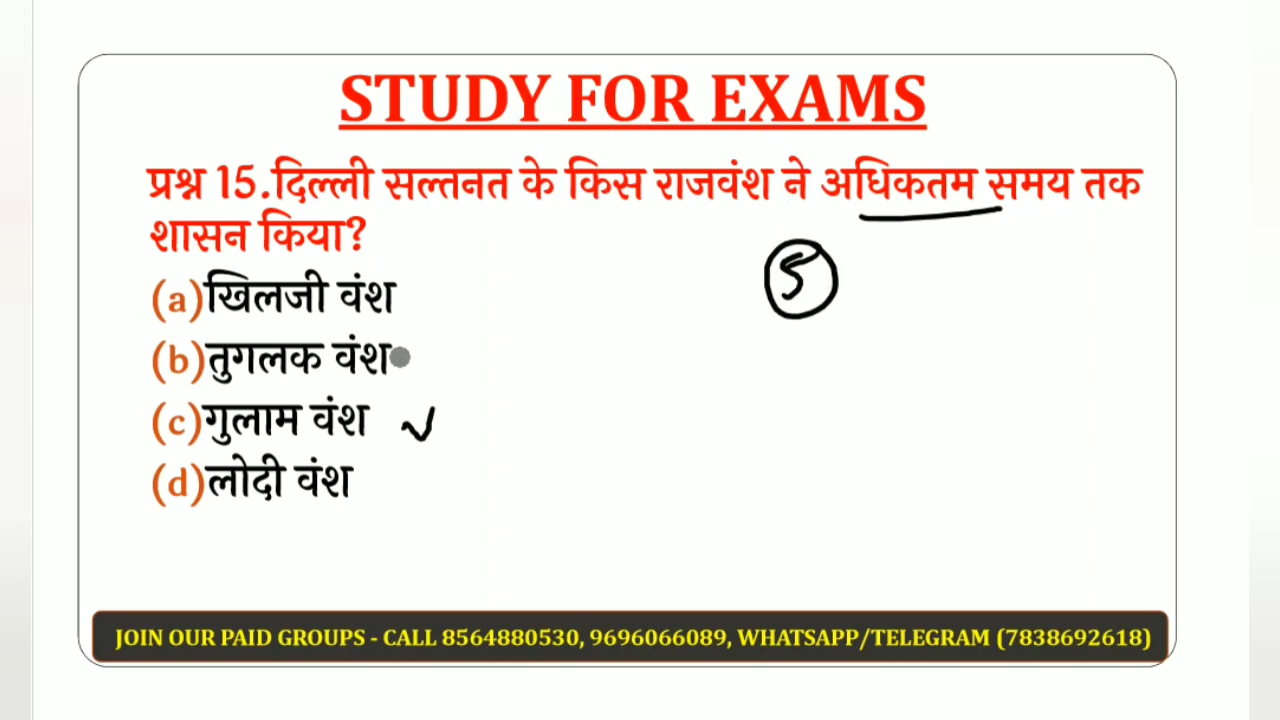 STUDY FOR EXAMS
प्रश्न 15.दिल्ली सल्तनत के किस राजवंश ने अधिकतम समय तक
शासन किया?
5
(a)खिलजी वंश
(b)तुगलक वंश
(c)गुलाम वंश
(d)लोदी वंश
JOIN OUR PAID GROUPS - CALL 8564880530, 9696066089, WHATSAPP/TELEGRAM (7838692618)